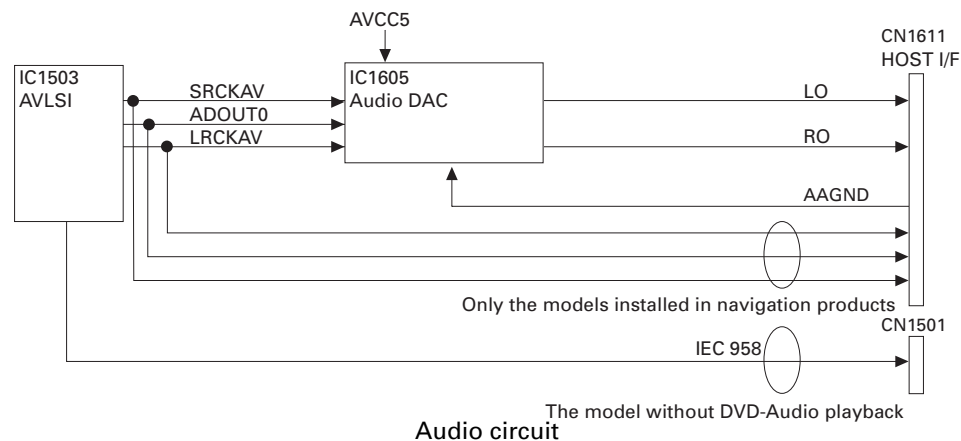 AVCC5
CN1611
HOST I/F
IC1503
AVLSI
SRCKAV
ADOUT0
LRCKAV
IC1605
Audio DAC
LO
RO
AAGND
Only the models installed in navigation products
CN1501
IEC 958
The model without DVD-Audio playback
Audio circuit